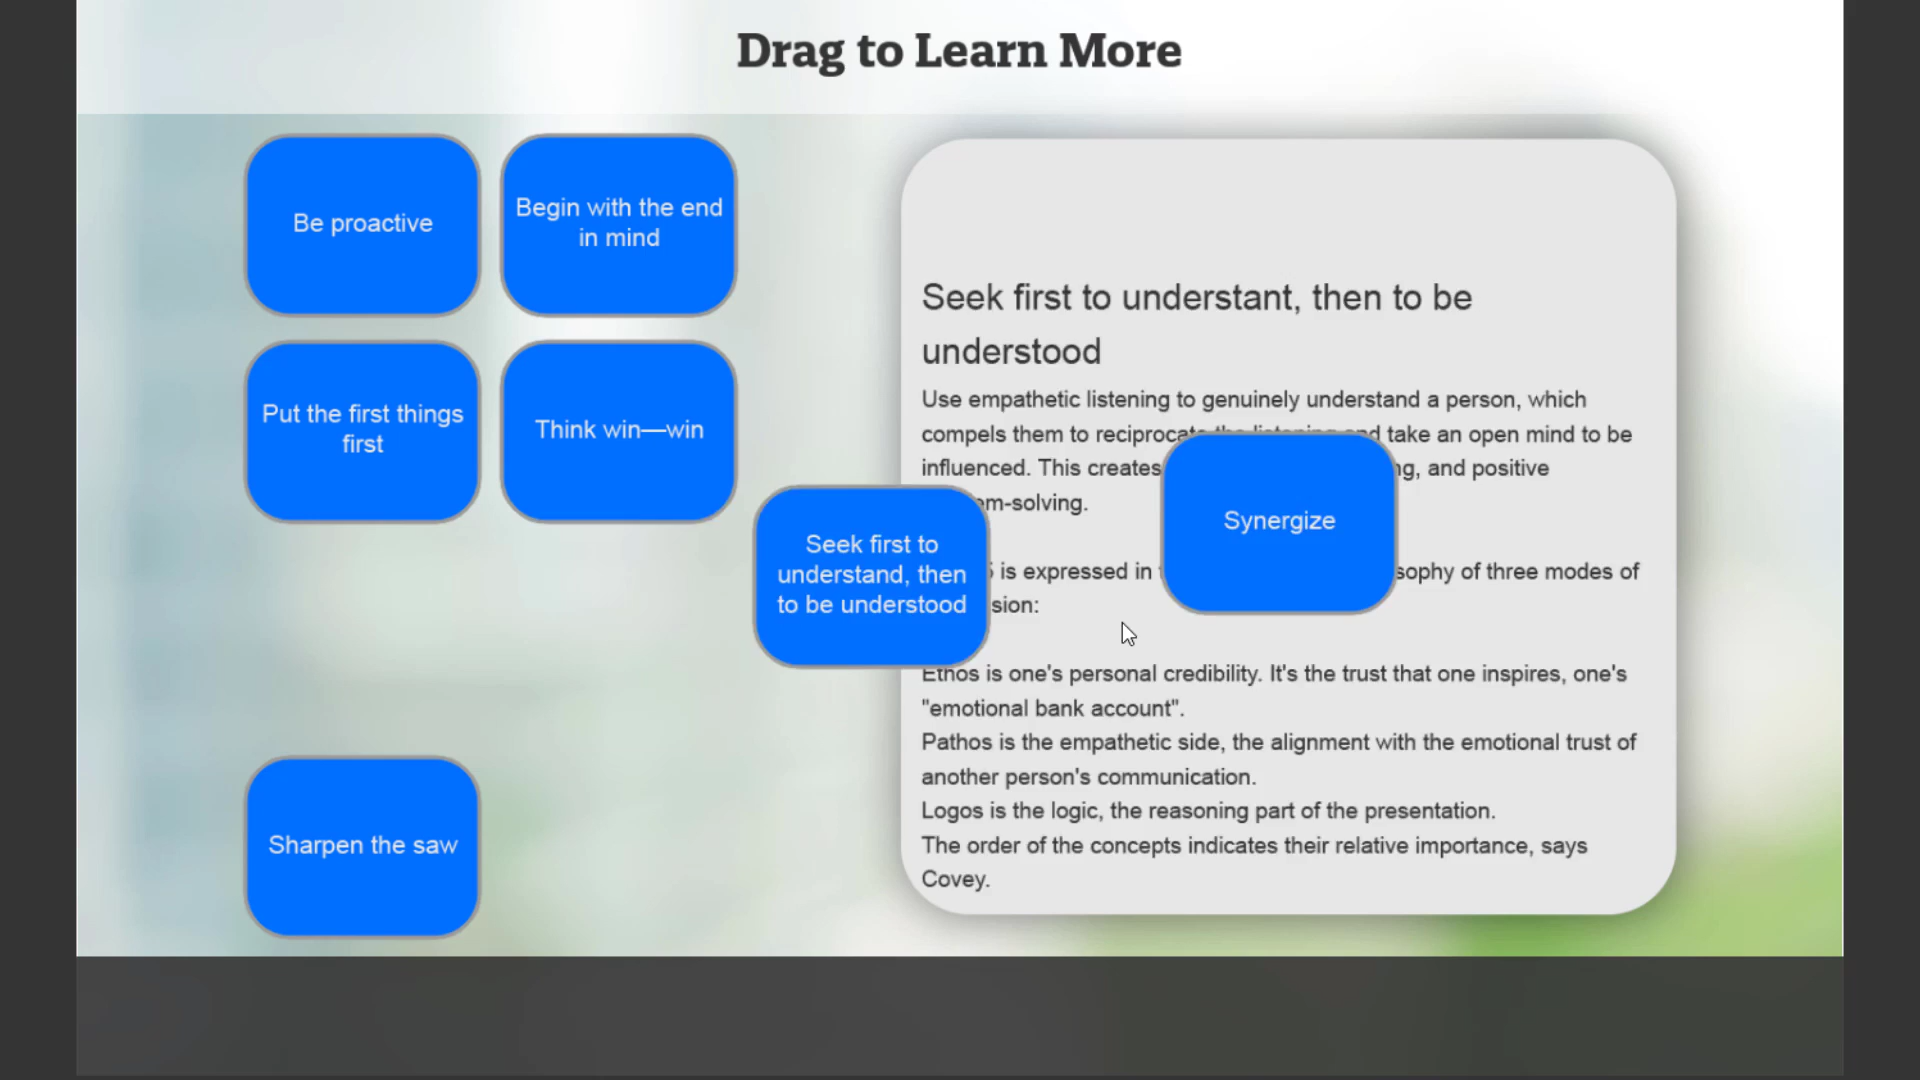 Drag to Learn More
Be proactive
Begin with the end
in mind
Put the first things
first
Think win—win
Seek first to
understand, then
to be understood
Synergize
Sharpen the saw
Seek first to understant, then to be
understood
Use empathetic listening to genuinely understand a person, which
compels them to reciprocate the listening and take an open mind to be
influenced. This creates and positive
is expressed in of three modes of
Ethos is one's personal credibility. It's the trust that one inspires, one's
"emotional bank account".
Pathos is the empathetic side, the alignment with the emotional trust of
another person's communication.
Logos is the logic, the reasoning part of the presentation.
The order of the concepts indicates their relative importance, says
Covey.